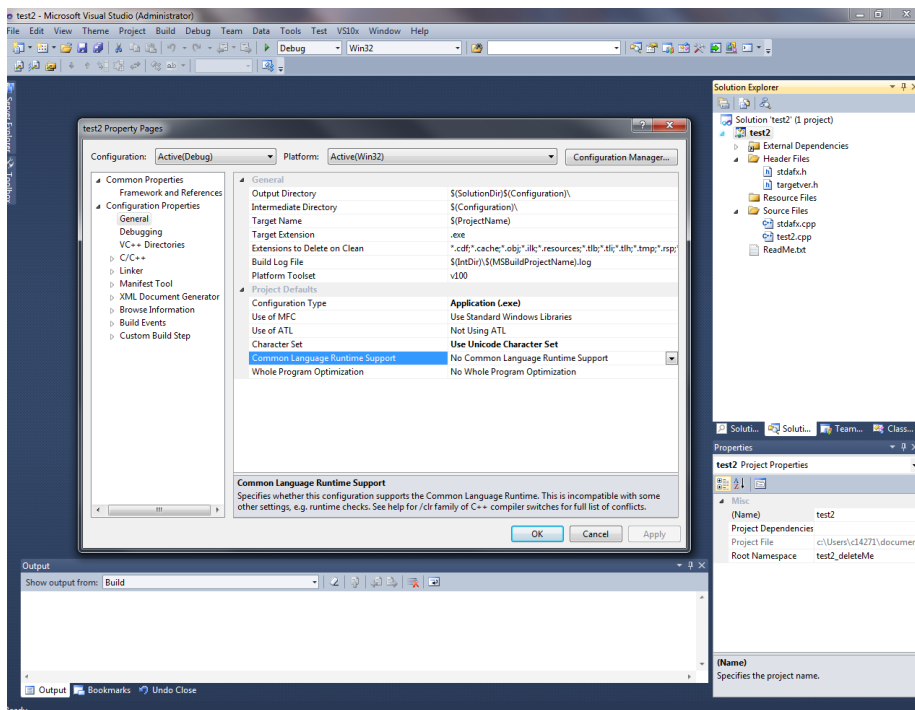 test2 - Microsoft Visual Studio (Administrator)
File Edit View Theme Project Build Debug Team Data Tools Test VS10x Window Help
Debug Win32
Server Explorer
Toolbox
test2 Property Pages
Configuration: Active(Debug) Platform: Active(Win32) Configuration Manager...
Common Properties
Framework and References
Configuration Properties
General
Debugging
VC++ Directories
C/C++
Linker
Manifest Tool
XML Document Generator
Browse Information
Build Events
Custom Build Step
General
Output Directory $(SolutionDir)$(Configuration)\
Intermediate Directory $(Configuration)\
Target Name $(ProjectName)
Target Extension .exe
Extensions to Delete on Clean *.cdf;*.cache;*.obj;*.ilk;*.resources;*.tlb;*.tli;*.tlh;*.tmp;*.rsp;
Build Log File $(IntDir)\$(MSBuildProjectName).log
Platform Toolset v100
Project Defaults
Configuration Type Application (.exe)
Use of MFC Use Standard Windows Libraries
Use of ATL Not Using ATL
Character Set Use Unicode Character Set
Common Language Runtime Support No Common Language Runtime Support
Whole Program Optimization No Whole Program Optimization
Common Language Runtime Support
Specifies whether this configuration supports the Common Language Runtime. This is incompatible with some
other settings, e.g. runtime checks. See help for /clr family of C++ compiler switches for full list of conflicts.
OK Cancel Apply
Solution Explorer
Solution 'test2' (1 project)
test2
External Dependencies
Header Files
stdafx.h
targetver.h
Resource Files
Source Files
stdafx.cpp
test2.cpp
ReadMe.txt
Soluti... Soluti... Team... Class...
Properties
test2 Project Properties
Misc
(Name) test2
Project Dependencies
Project File c:\Users\c14271\documen
Root Namespace test2_deleteMe
(Name)
Specifies the project name.
Output
Show output from: Build
Output Bookmarks Undo Close